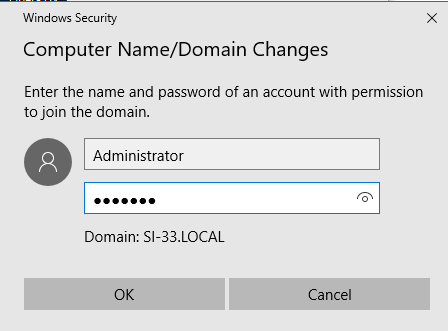 Windows Security
Computer Name/Domain Changes
Enter the name and password of an account with permission
to join the domain.
Administrator
●●●●●●●
Domain: SI-33.LOCAL
OK
Cancel